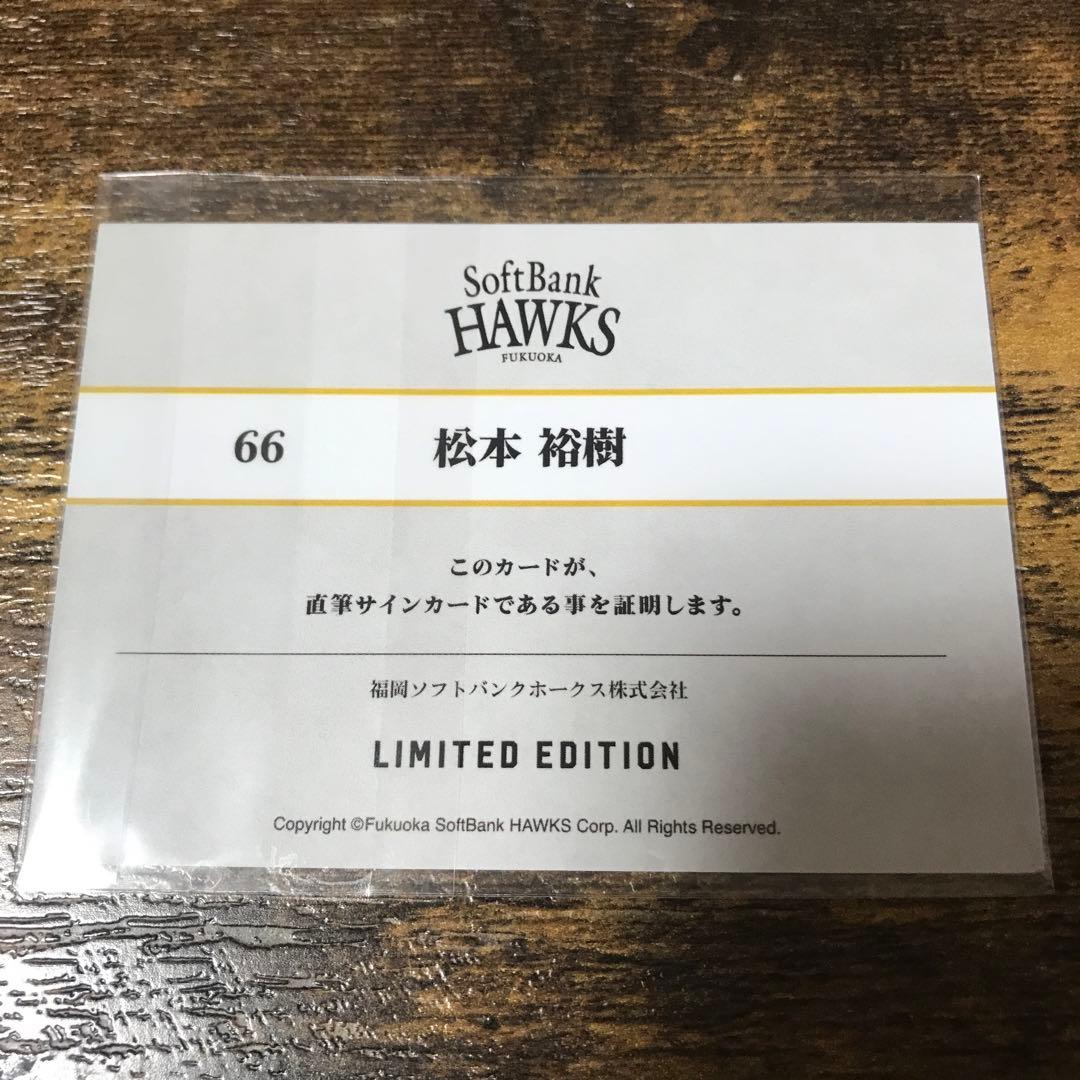 SoftBank
HAWKS
FUKUOKA
66 松本 裕樹
このカードが、
直筆サインカードである事を証明します。
福岡ソフトバンクホークス株式会社
LIMITED EDITION
Copyright ©Fukuoka SoftBank HAWKS Corp. All Rights Reserved.